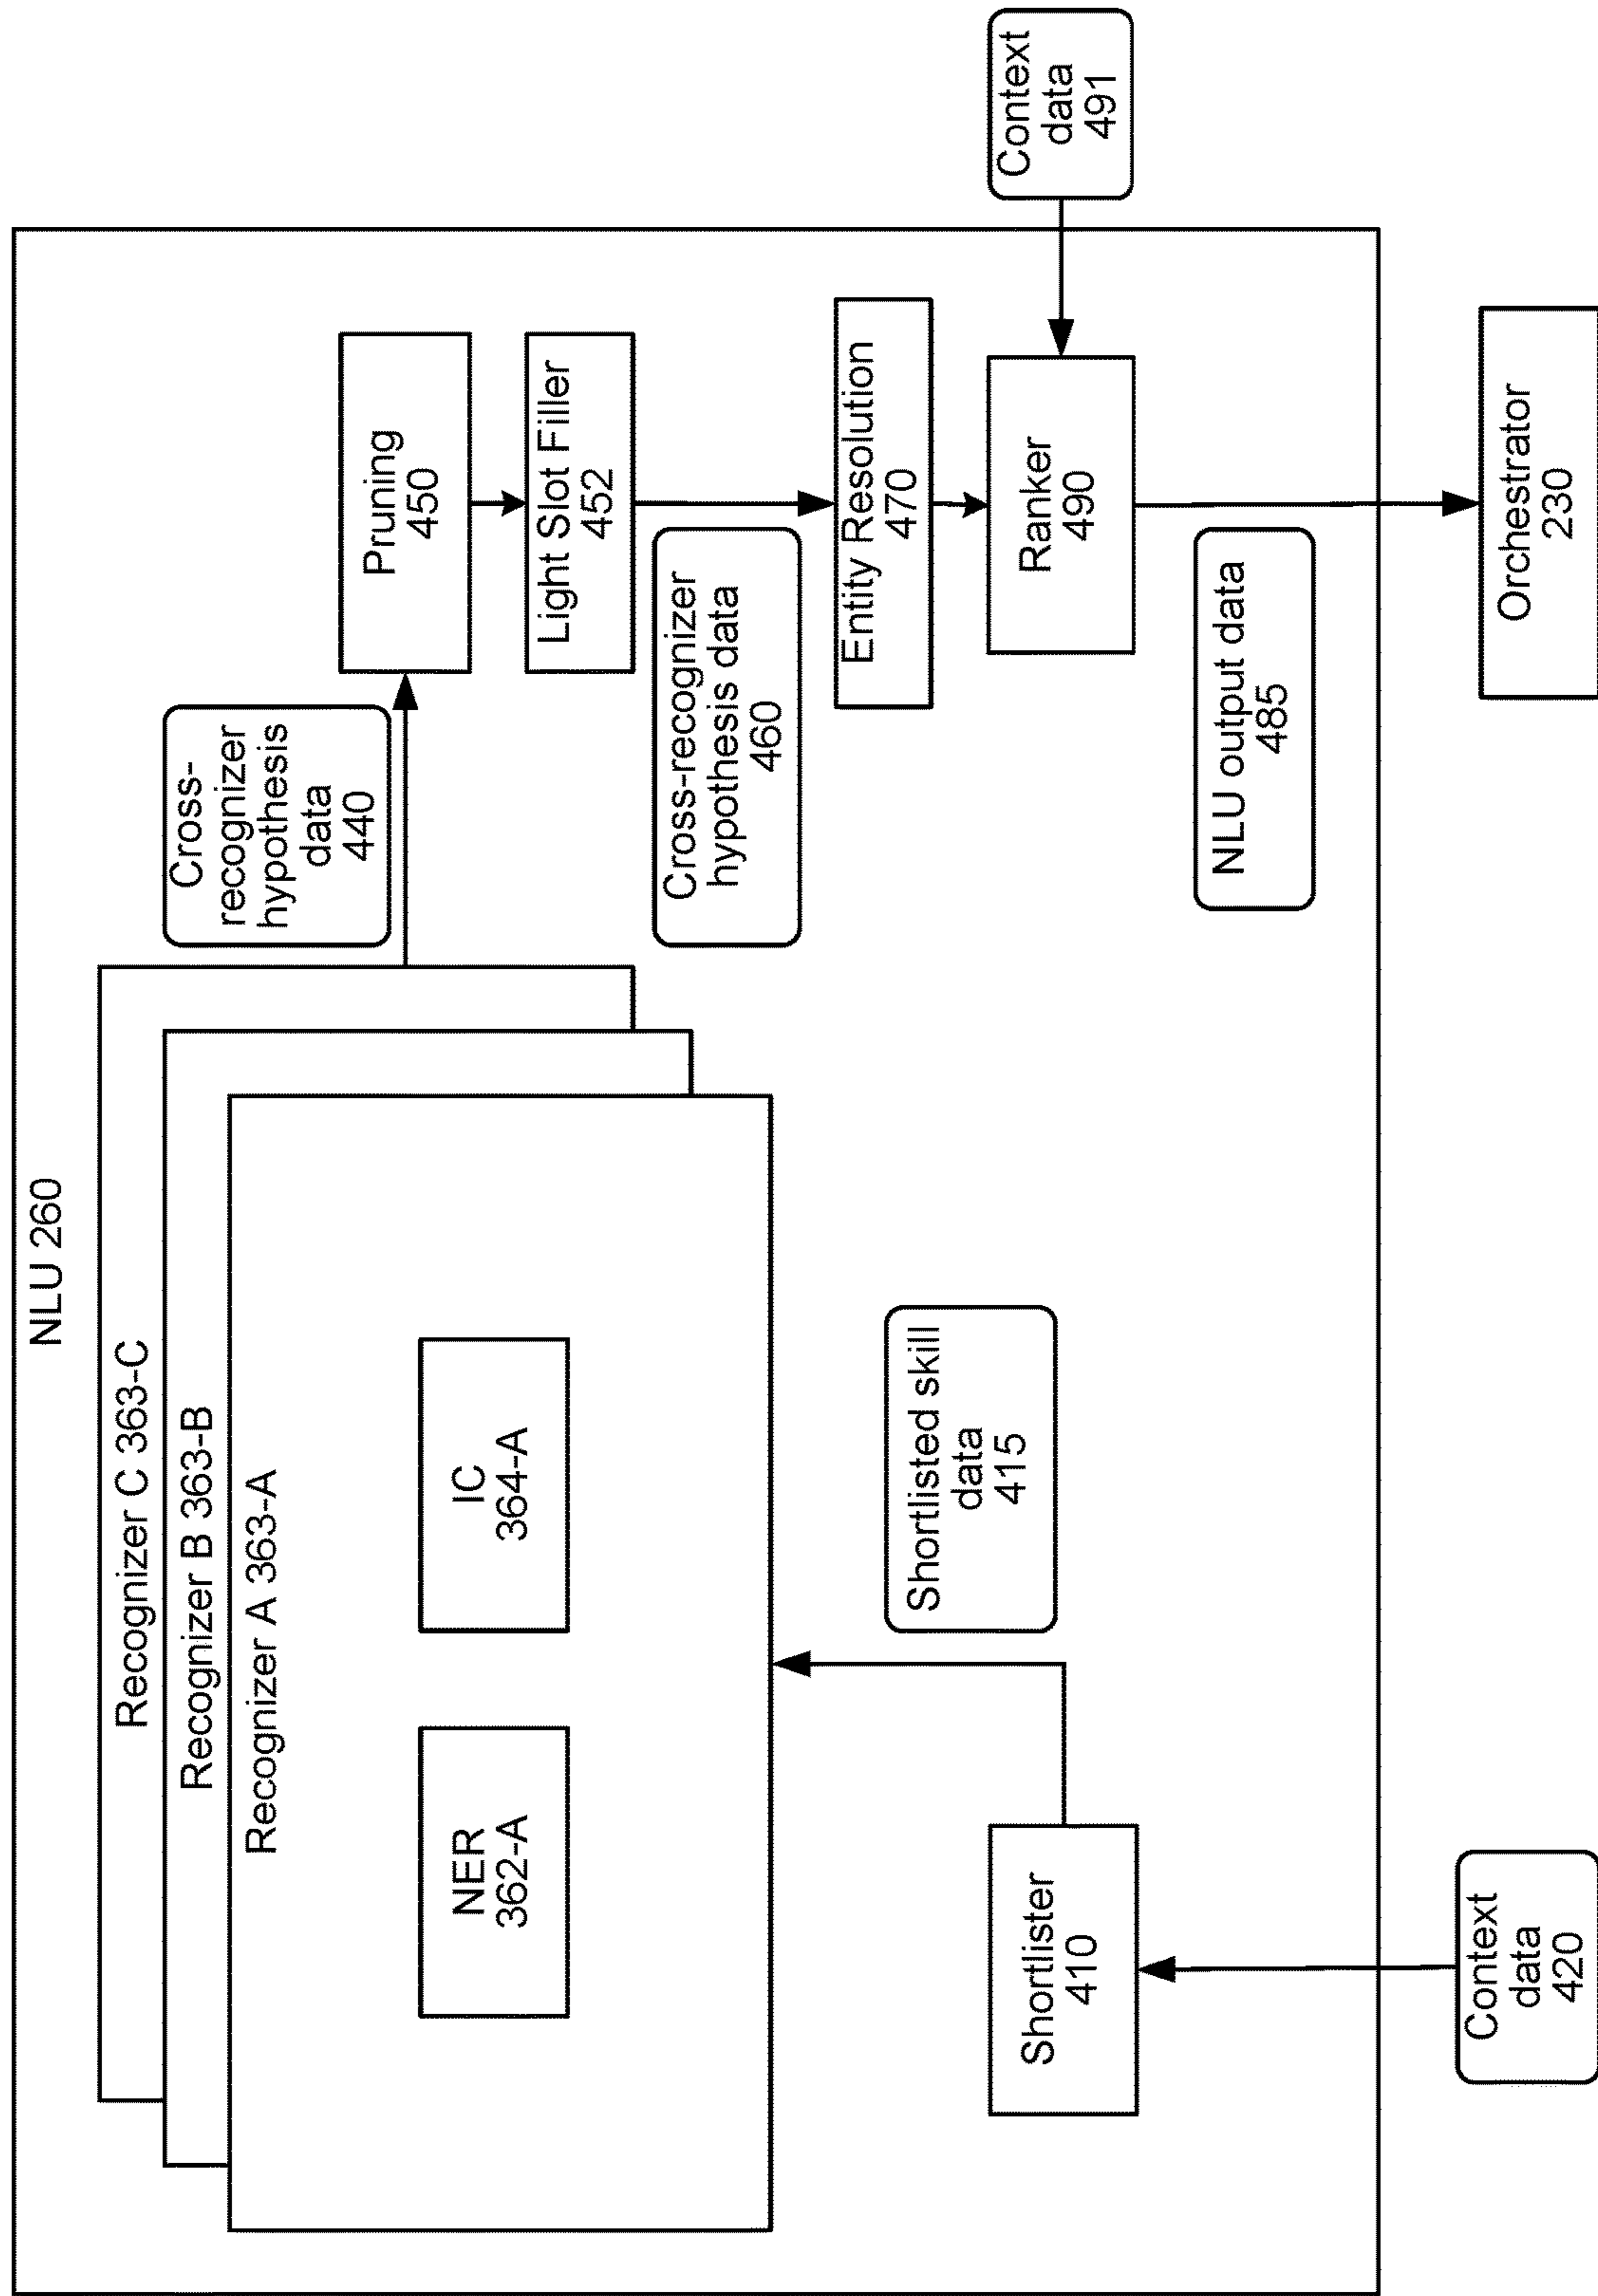 NLU 260
Recognizer C 363-C
Recognizer B 363-B
Recognizer A 363-A
NER
362-A
IC
364-A
Cross-
recognizer
hypothesis
data
440
Pruning
450
Light Slot Filler
452
Cross-recognizer
hypothesis data
460
Entity Resolution
470
Shortlister
410
Shortlisted skill
data
415
Ranker
490
Context
data
491
NLU output data
485
Context
data
420
Orchestrator
230